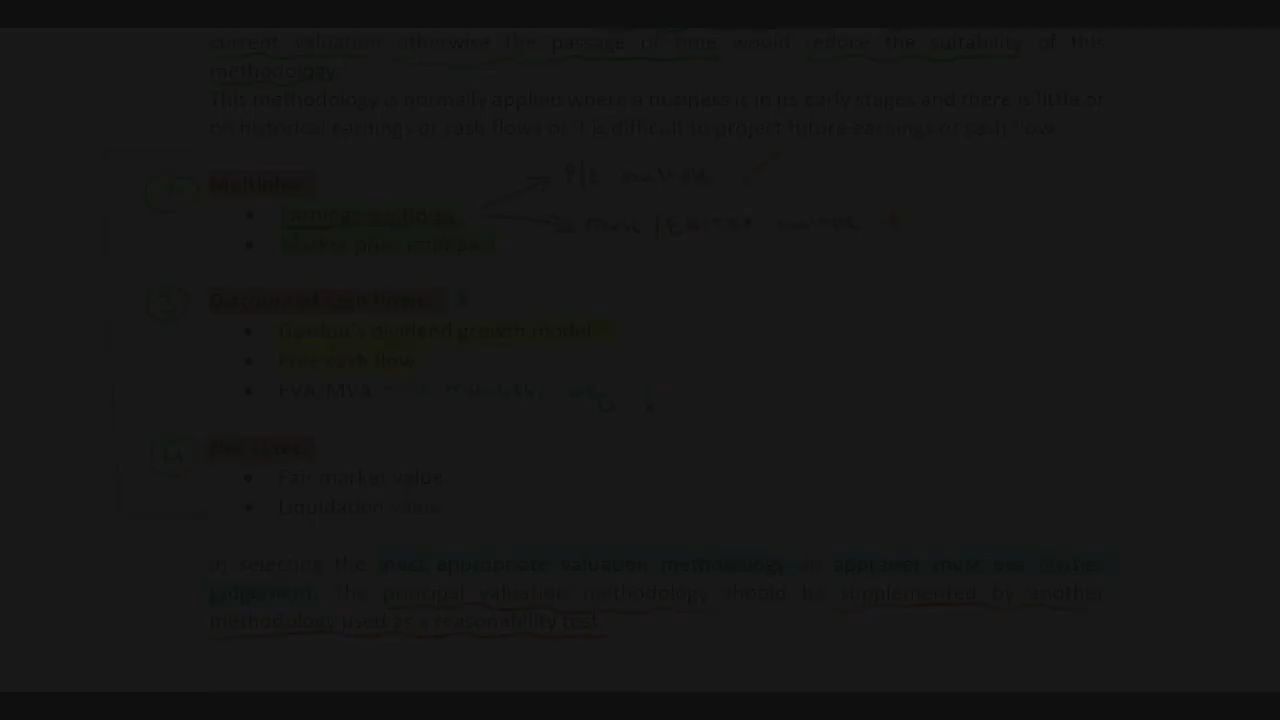 current valuation otherwise the passage of time would reduce the suitability of this
methodology.
This methodology is normally applied where a business is in its early stages and there is little or
no historical earnings or cash flows or it is difficult to project future earnings or cash flow.
Multiples
• Earnings multiples
• Market price multiples
P/E
Discounted cash flows
• Gordon's dividend growth model
• Free cash flow
• EVA/MVA
Net asset
• Fair market value
• Liquidation value
In selecting the most appropriate valuation methodology an appraiser must use his/her
judgement. The principal valuation methodology should be supplemented by another
methodology used as a reasonability test.